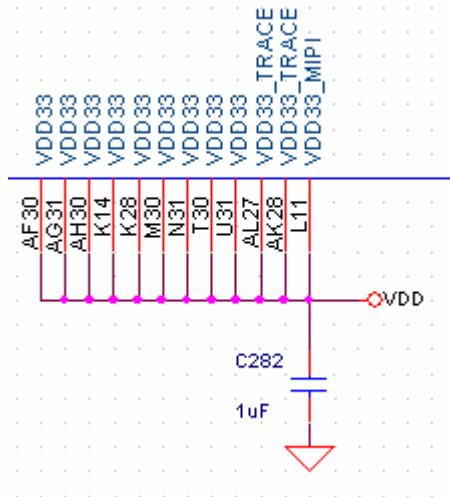 VDD33
VDD33
VDD33
VDD33
VDD33
VDD33
VDD33
VDD33
VDD33
VDD33_TRACE
VDD33_TRACE
VDD33_MIPI
AF30
AG31
AH30
K14
K28
M30
N31
T30
U31
AL27
AK28
L11
VDD
C282
1uF